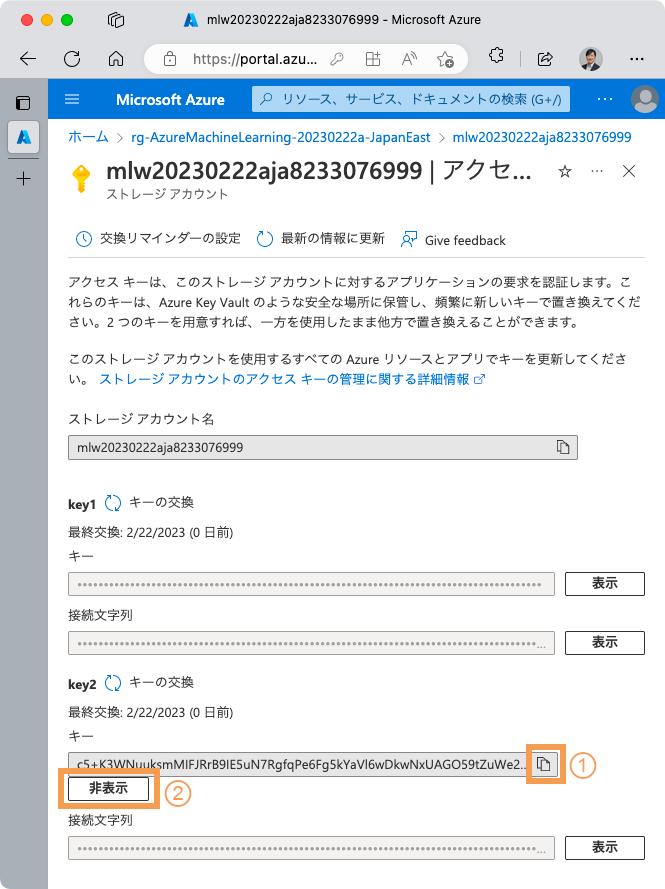 mlw20230222aja8233076999 - Microsoft Azure
https://portal.azu...
Microsoft Azure
リソース、サービス、ドキュメントの検索 (G+/)
ホーム > rg-AzureMachineLearning-20230222a-JapanEast > mlw20230222aja8233076999
mlw20230222aja8233076999 | アクセ...
ストレージ アカウント
交換リマインダーの設定 最新の情報に更新 Give feedback
アクセス キーは、このストレージ アカウントに対するアプリケーションの要求を認証します。こ
れらのキーは、Azure Key Vault のような安全な場所に保管し、頻繁に新しいキーで置き換えてくだ
さい。2 つのキーを用意すれば、一方を使用したまま他方で置き換えることができます。
このストレージ アカウントを使用するすべての Azure リソースとアプリでキーを更新してくださ
い。 ストレージ アカウントのアクセス キーの管理に関する詳細情報
ストレージ アカウント名
mlw20230222aja8233076999
key1 キーの交換
最終交換: 2/22/2023 (0 日前)
キー
表示
接続文字列
表示
key2 キーの交換
最終交換: 2/22/2023 (0 日前)
キー
c5+K3WNuuksmMIFJRrB9IE5uN7RgfqPe6Fg5kYaVl6wDkwNxUAGO59tZuWe2...
①
非表示
②
接続文字列
表示